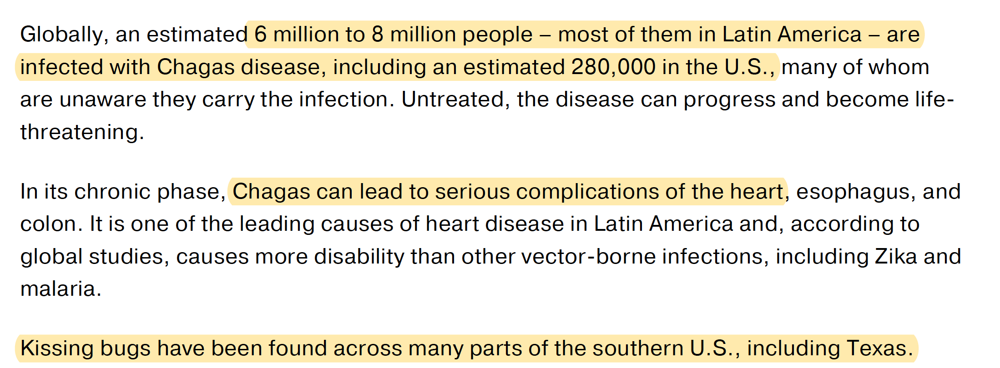 Globally, an estimated 6 million to 8 million people – most of them in Latin America – are
infected with Chagas disease, including an estimated 280,000 in the U.S., many of whom
are unaware they carry the infection. Untreated, the disease can progress and become life-
threatening.
In its chronic phase, Chagas can lead to serious complications of the heart, esophagus, and
colon. It is one of the leading causes of heart disease in Latin America and, according to
global studies, causes more disability than other vector-borne infections, including Zika and
malaria.
Kissing bugs have been found across many parts of the southern U.S., including Texas.